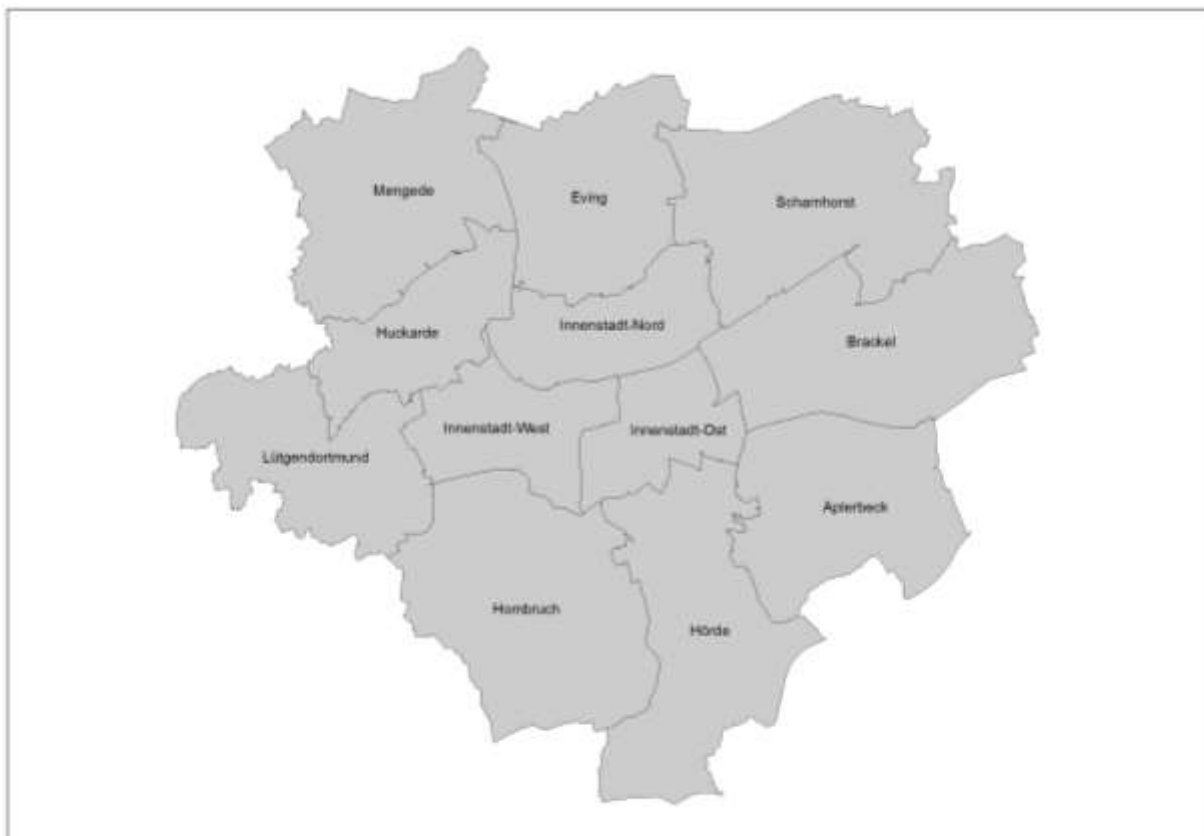 Mengede
Eving
Scharnhorst
Huckarde
Innenstadt-Nord
Brackel
Innenstadt-West
Innenstadt-Ost
Lütgendortmund
Aplerbeck
Hombruch
Hörde